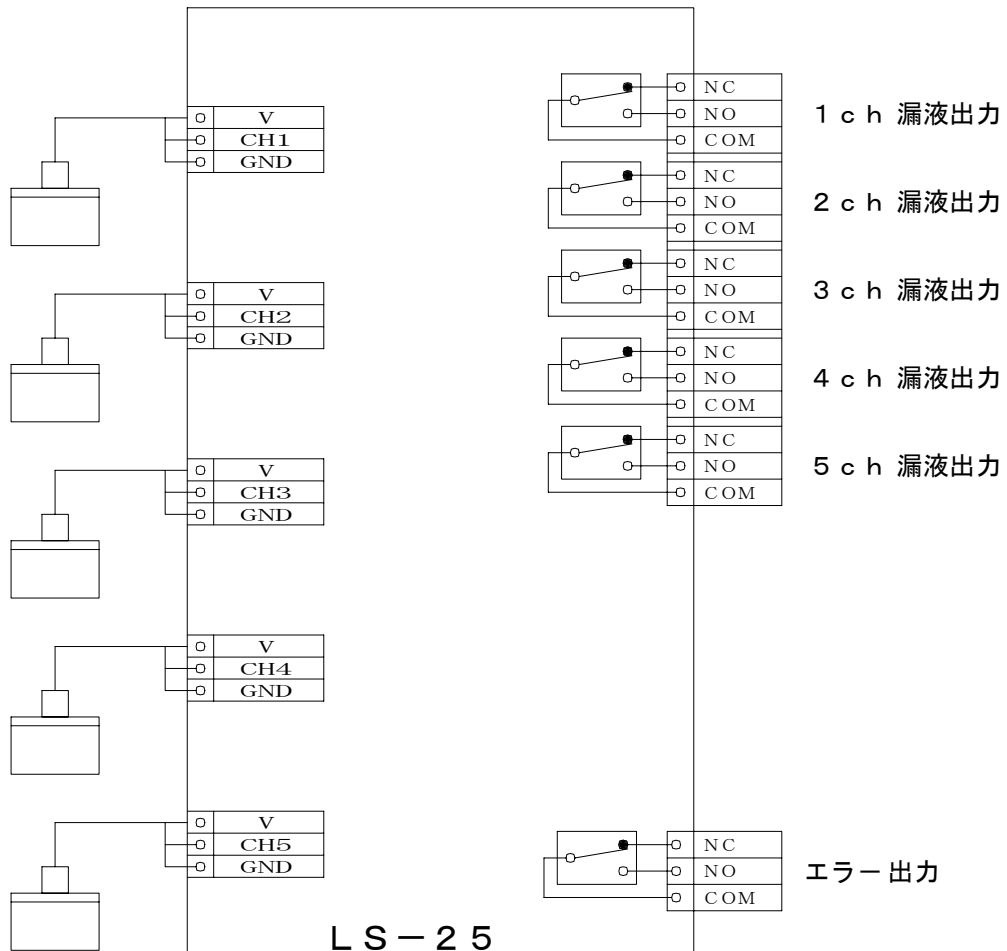 V
CH1
GND
V
CH2
GND
V
CH3
GND
V
CH4
GND
V
CH5
GND
NC
NO
COM
1ch 漏液出力
NC
NO
COM
2ch 漏液出力
NC
NO
COM
3ch 漏液出力
NC
NO
COM
4ch 漏液出力
NC
NO
COM
5ch 漏液出力
NC
NO
COM
エラー出力
LS-25